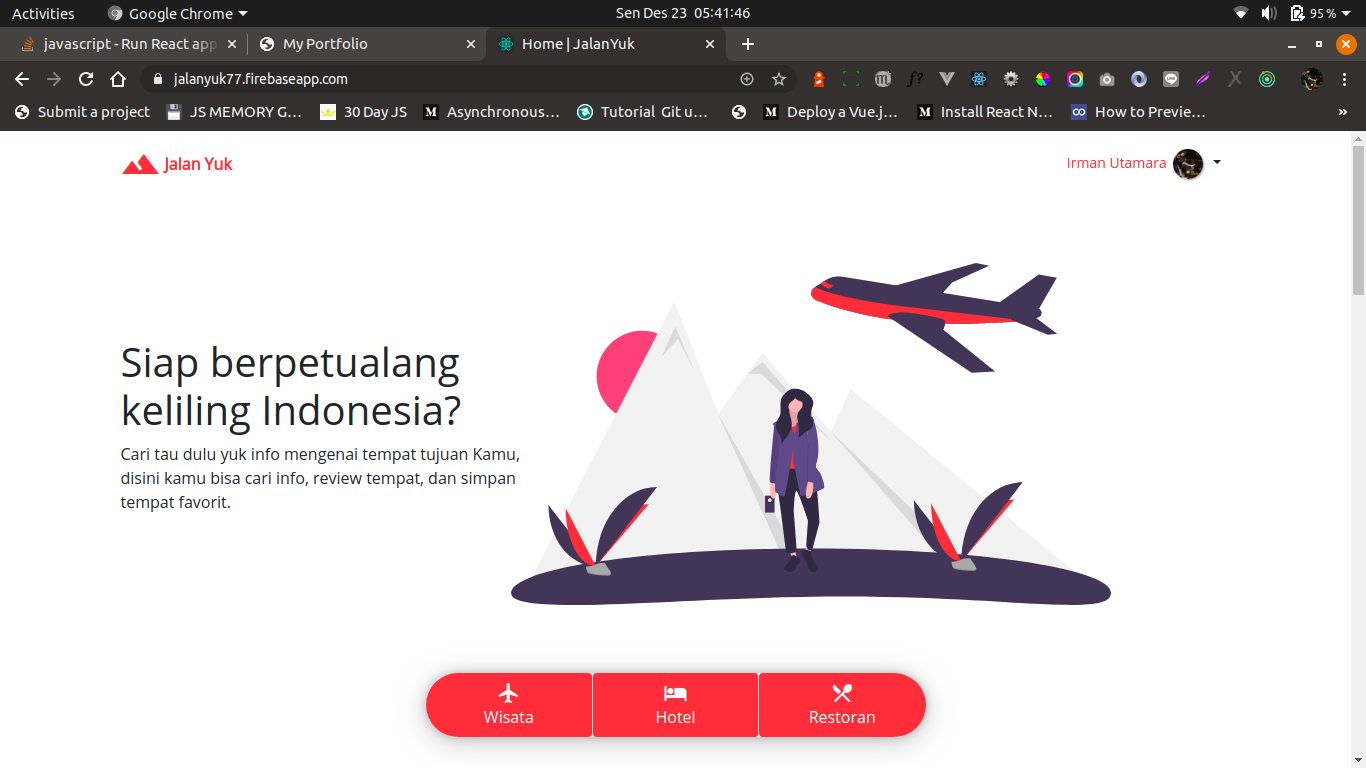 Activities Google Chrome Sen Des 23 05:41:46 95 %
javascript - Run React app My Portfolio Home | JalanYuk
jalanyuk77.firebaseapp.com
Submit a project JS MEMORY G… 30 Day JS Asynchronous… Tutorial Git u… Deploy a Vue.j… Install React N… How to Previe… »
Jalan Yuk Irman Utamara
Siap berpetualang
keliling Indonesia?
Cari tau dulu yuk info mengenai tempat tujuan Kamu,
disini kamu bisa cari info, review tempat, dan simpan
tempat favorit.
Wisata Hotel Restoran